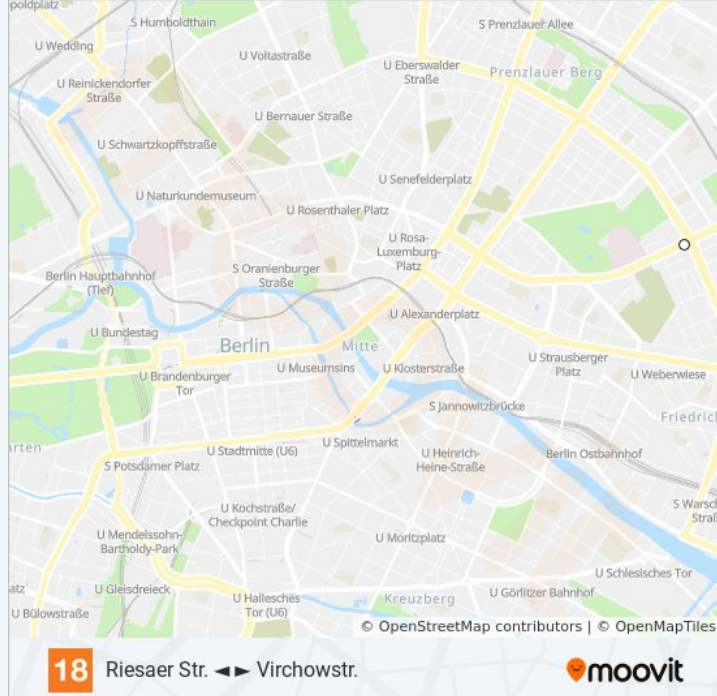 poldplatz
S Humboldthain
S Prenzlauer Allee
U Wedding
U Voltastraße
U Eberswalder
Straße
Prenzlauer Berg
U Reinickendorfer
Straße
U Bernauer Straße
U Schwartzkopffstraße
U Senefelderplatz
U Naturkundemuseum
U Rosenthaler Platz
U Rosa-
Luxemburg-
Platz
Berlin Hauptbahnhof
(Tief)
S Oranienburger
Straße
U Alexanderplatz
U Bundestag
Berlin
Mitte
U Strausberger
Platz
U Museumsins
U Klosterstraße
U Weberwiese
U Brandenburger
Tor
S Jannowitzbrücke
Friedric
arten
U Spittelmarkt
U Stadtmitte (U6)
U Heinrich-
Heine-Straße
Berlin Ostbahnhof
S Potsdamer Platz
S Warsc
Straß
U Kochstraße/
Checkpoint Charlie
U Mendelssohn-
Bartholdy-Park
U Moritzplatz
U Schlesisches Tor
atz
U Gleisdreieck
U Hallesches
Tor (U6)
Kreuzberg
U Görlitzer Bahnhof
U Bülowstraße
© OpenStreetMap contributors | © OpenMapTiles
18 Riesaer Str. ◄► Virchowstr.
moovit